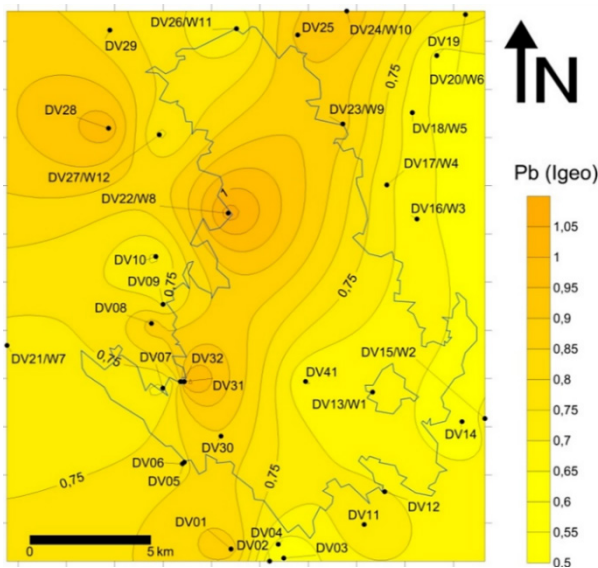 DV26/W11
DV25
DV24/W10
DV29
DV19
0,75
DV20/W6
DV28
DV23/W9
DV18/W5
DV27/W12
DV17/W4
DV22/W8
DV16/W3
DV10
DV09
0,75
0,75
DV08
DV21/W7
0,75
DV07
DV32
DV15/W2
DV31
DV41
DV13/W1
DV14
DV30
DV06
DV05
0,75
0,75
DV12
DV11
DV01
DV04
DV02
DV03
0
5 km
N
Pb (Igeo)
1,05
1
0,95
0,9
0,85
0,8
0,75
0,7
0,65
0,6
0,55
0,5